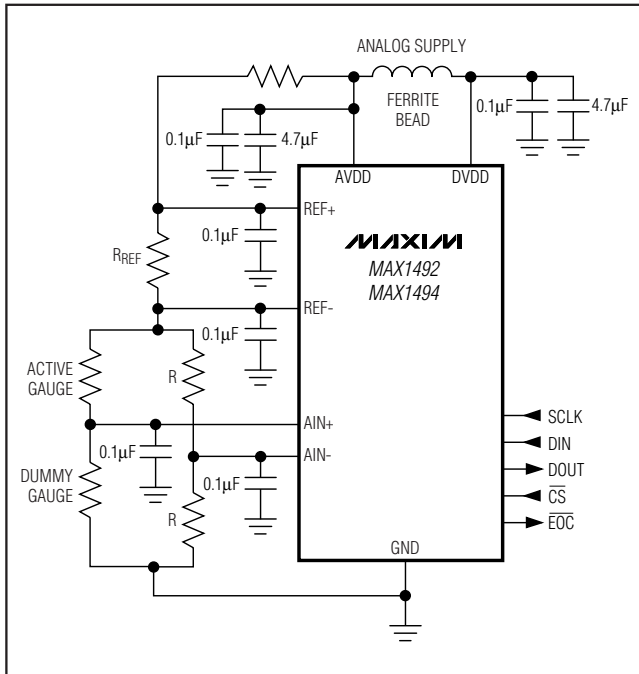 ANALOG SUPPLY
FERRITE
BEAD
0.1µF
4.7µF
0.1µF
4.7µF
AVDD
DVDD
REF+
0.1µF
MAXIM
MAX1492
MAX1494
RREF
REF-
0.1µF
ACTIVE
GAUGE
R
AIN+
SCLK
0.1µF
AIN-
DIN
DUMMY
GAUGE
0.1µF
DOUT
R
CS
EOC
GND